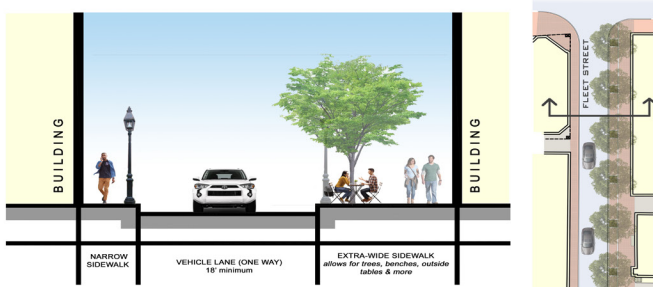 BUILDING
BUILDING
NARROW
SIDEWALK
VEHICLE LANE (ONE WAY)
18' minimum
EXTRA-WIDE SIDEWALK
allows for trees, benches, outside
tables & more
FLEET STREET